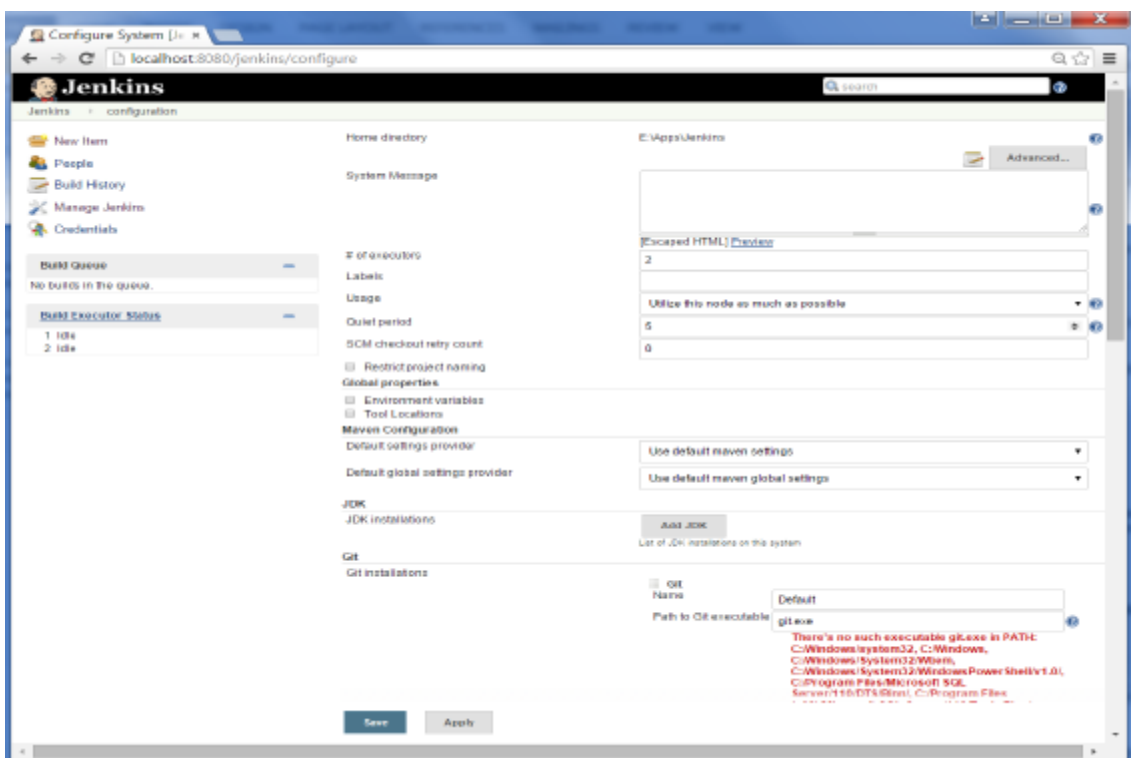 Configure System [Je
localhost:8080/jenkins/configure
Jenkins
search
Jenkins
configuration
New Item
People
Build History
Manage Jenkins
Credentials
Build Queue
No builds in the queue.
Build Executor Status
1 Idle
2 Idle
Home directory
E:\Apps\Jenkins
Advanced...
System Message
[Escaped HTML] Preview
# of executors
2
Labels
Usage
Utilize this node as much as possible
Quiet period
5
SCM checkout retry count
0
Restrict project naming
Global properties
Environment variables
Tool Locations
Maven Configuration
Default settings provider
Use default maven settings
Default global settings provider
Use default maven global settings
JDK
JDK installations
Add JDK
List of JDK installations on this system
Git
Git installations
Git
Name
Default
Path to Git executable
git.exe
There's no such executable git.exe in PATH:
C:/Windows/system32, C:/Windows,
C:/Windows/System32/Wbem,
C:/Windows/System32/WindowsPowerShell/v1.0/,
C:/Program Files/Microsoft SQL
Server/110/DTS/Binn/, C:/Program Files
Save
Apply